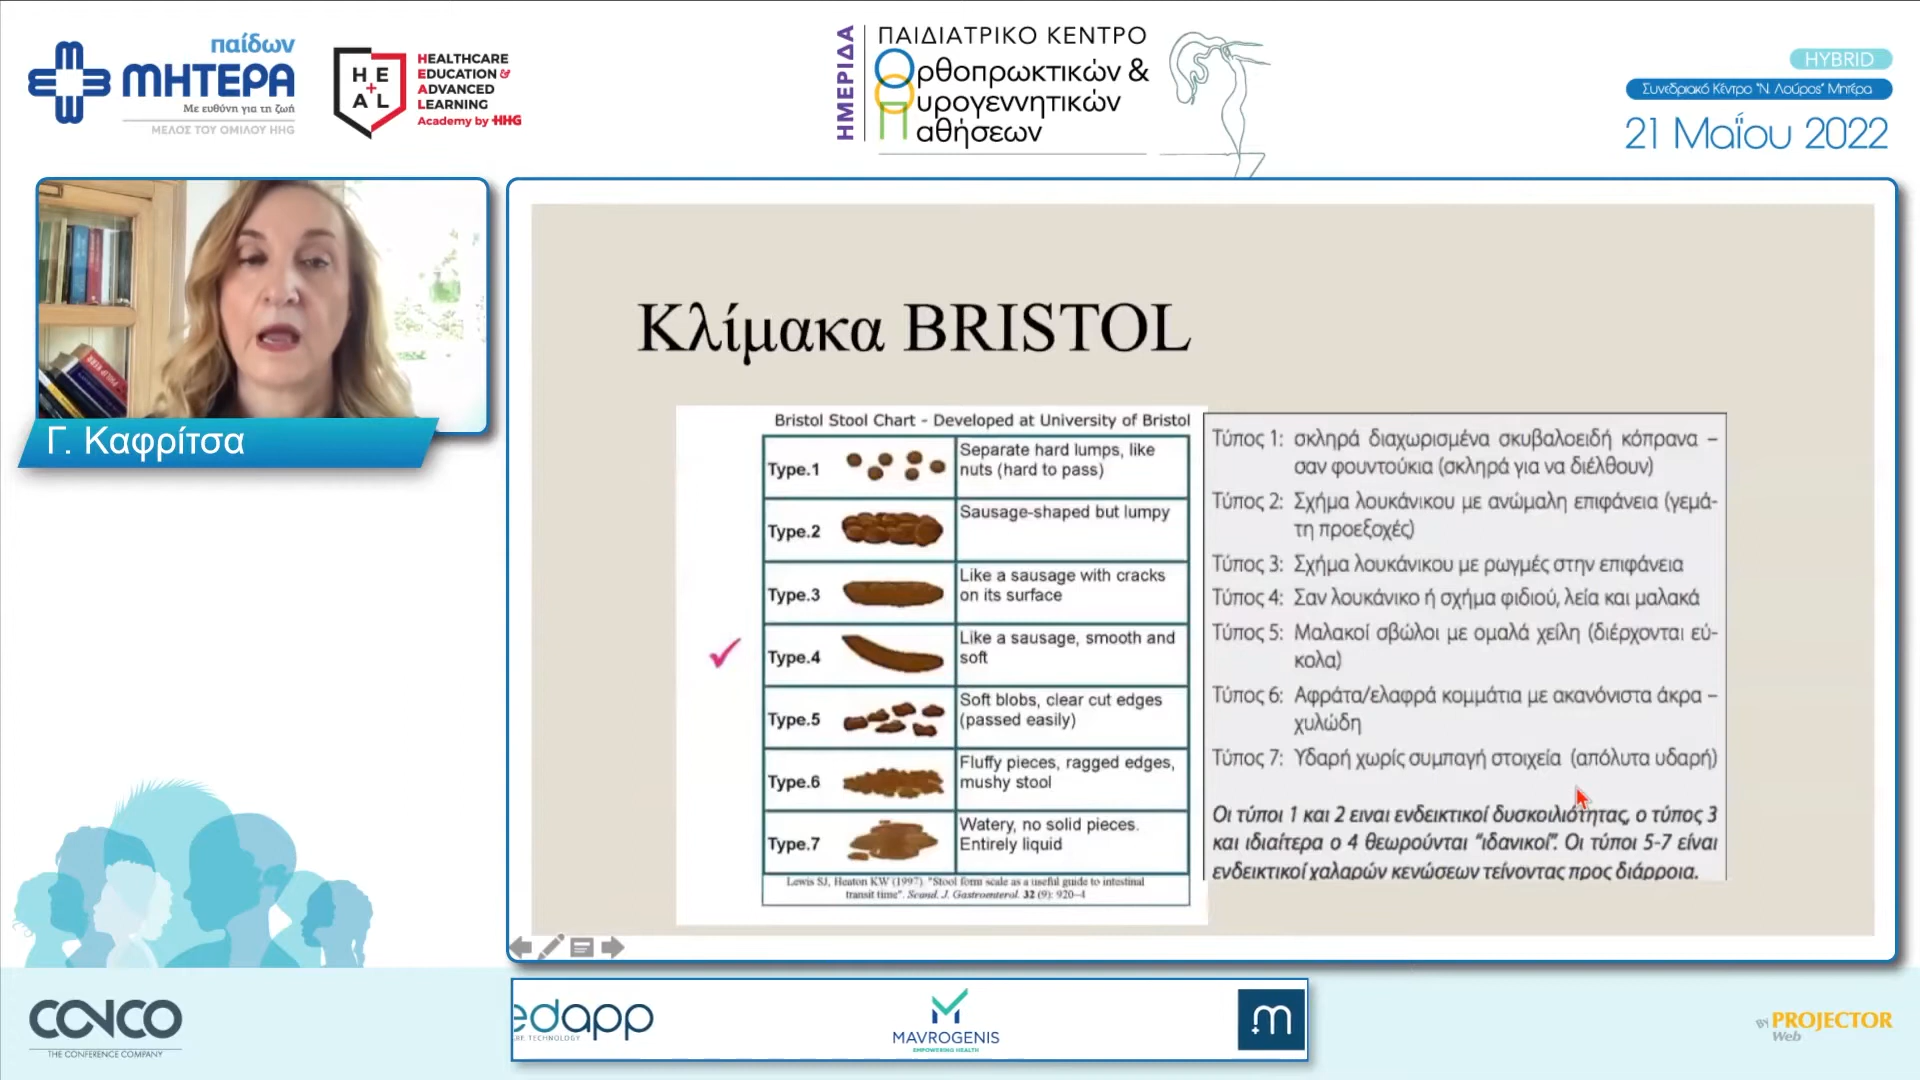 παίδων
ΜΗΤΕΡΑ
Με ευθύνη για τη ζωή
ΜΕΛΟΣ ΤΟΥ ΟΜΙΛΟΥ HHG
HE
AL
HEALTHCARE
EDUCATION &
ADVANCED
LEARNING
Academy by HHG
ΗΜΕΡΙΔΑ
ΠΑΙΔΙΑΤΡΙΚΟ ΚΕΝΤΡΟ
Ορθοπρωκτικών &
Ουρογεννητικών
Παθήσεων
HYBRID
Συνεδριακό Κέντρο "Ν. Λούρος" Μητέρα
21 Μαΐου 2022
Γ. Καφρίτσα
Κλίμακα BRISTOL
Bristol Stool Chart - Developed at University of Bristol
Type.1 Separate hard lumps, like
nuts (hard to pass)
Type.2 Sausage-shaped but lumpy
Type.3 Like a sausage with cracks
on its surface
Type.4 Like a sausage, smooth and
soft
Type.5 Soft blobs, clear cut edges
(passed easily)
Type.6 Fluffy pieces, ragged edges,
mushy stool
Type.7 Watery, no solid pieces.
Entirely liquid
Lewis SJ, Heaton KW (1997). "Stool form scale as a useful guide to intestinal
transit time". Scand. J. Gastroenterol. 32 (9): 920–4
Τύπος 1: σκληρά διαχωρισμένα σκυβαλοειδή κόπρανα –
σαν φουντούκια (σκληρά για να διέλθουν)
Τύπος 2: Σχήμα λουκάνικου με ανώμαλη επιφάνεια (γεμά-
τη προεξοχές)
Τύπος 3: Σχήμα λουκάνικου με ρωγμές στην επιφάνεια
Τύπος 4: Σαν λουκάνικο ή σχήμα φιδιού, λεία και μαλακά
Τύπος 5: Μαλακοί σβώλοι με ομαλά χείλη (διέρχονται εύ-
κολα)
Τύπος 6: Αφράτα/ελαφρά κομμάτια με ακανόνιστα άκρα –
χυλώδη
Τύπος 7: Υδαρή χωρίς συμπαγή στοιχεία (απόλυτα υδαρή)
Οι τύποι 1 και 2 ειναι ενδεικτικοί δυσκοιλιότητας, ο τύπος 3
και ιδιαίτερα ο 4 θεωρούνται "ιδανικοί". Οι τύποι 5-7 είναι
ενδεικτικοί χαλαρών κενώσεων τείνοντας προς διάρροια.
CONCO
THE CONFERENCE COMPANY
edapp
TECHNOLOGY
MAVROGENIS
EMPOWERING HEALTH
m
BY PROJECTOR
Web